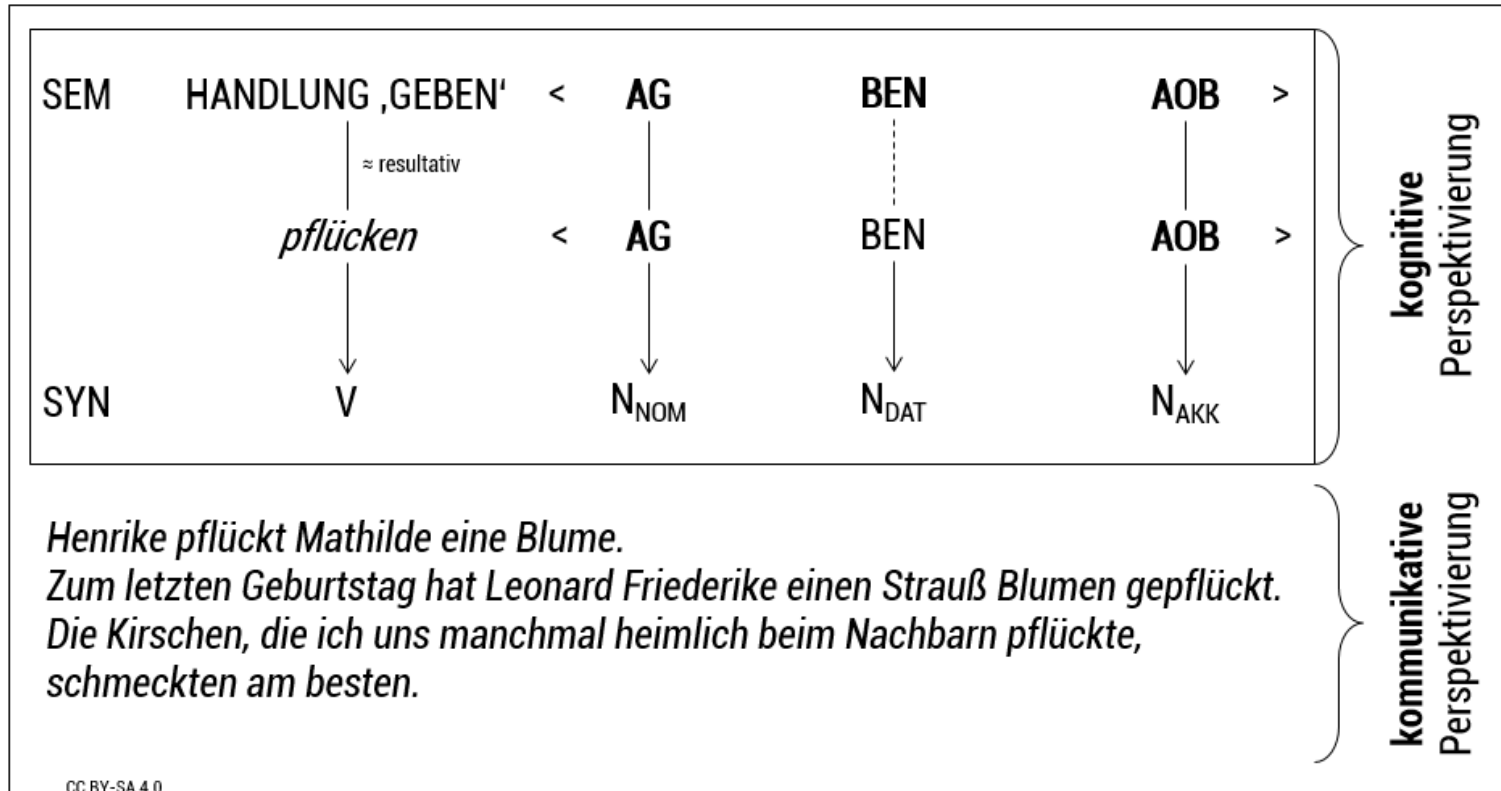 SEM HANDLUNG ‚GEBEN‘ < AG BEN AOB >
≈ resultativ
pflücken < AG BEN AOB >
SYN V N_NOM N_DAT N_AKK
kognitive
Perspektivierung
Henrike pflückt Mathilde eine Blume.
Zum letzten Geburtstag hat Leonard Friederike einen Strauß Blumen gepflückt.
Die Kirschen, die ich uns manchmal heimlich beim Nachbarn pflückte,
schmeckten am besten.
kommunikative
Perspektivierung
CC BY-SA 4.0